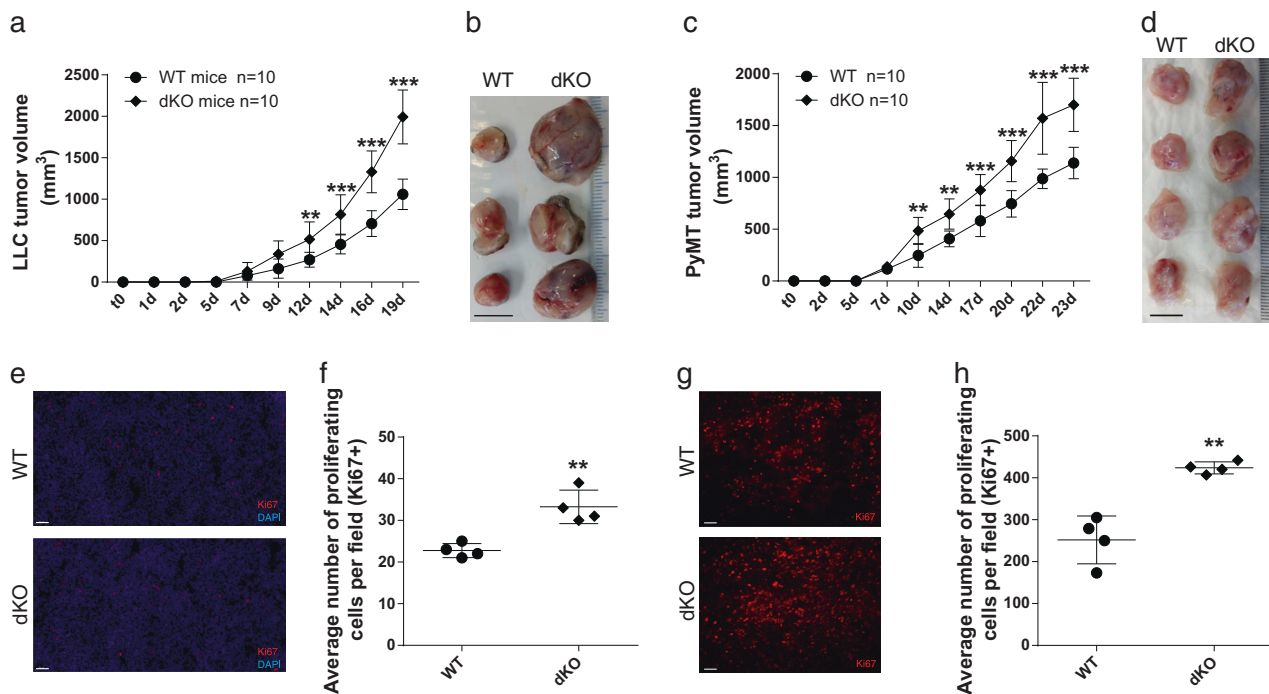 a
LLC tumor volume
(mm³)
2500
2000
1500
1000
500
0
WT mice n=10
dKO mice n=10
**
***
***
***
t0
1d
2d
5d
7d
9d
12d
14d
16d
19d
b
WT dKO
c
PyMT tumor volume
(mm³)
2000
1500
1000
500
0
WT n=10
dKO n=10
**
**
***
***
***
***
t0
2d
5d
7d
10d
14d
17d
20d
22d
23d
d
WT dKO
e
WT
Ki67
DAPI
dKO
Ki67
DAPI
f
Average number of proliferating
cells per field (Ki67+)
50
40
30
20
10
0
**
WT
dKO
g
WT
Ki67
dKO
Ki67
h
Average number of proliferating
cells per field (Ki67+)
500
400
300
200
100
0
**
WT
dKO